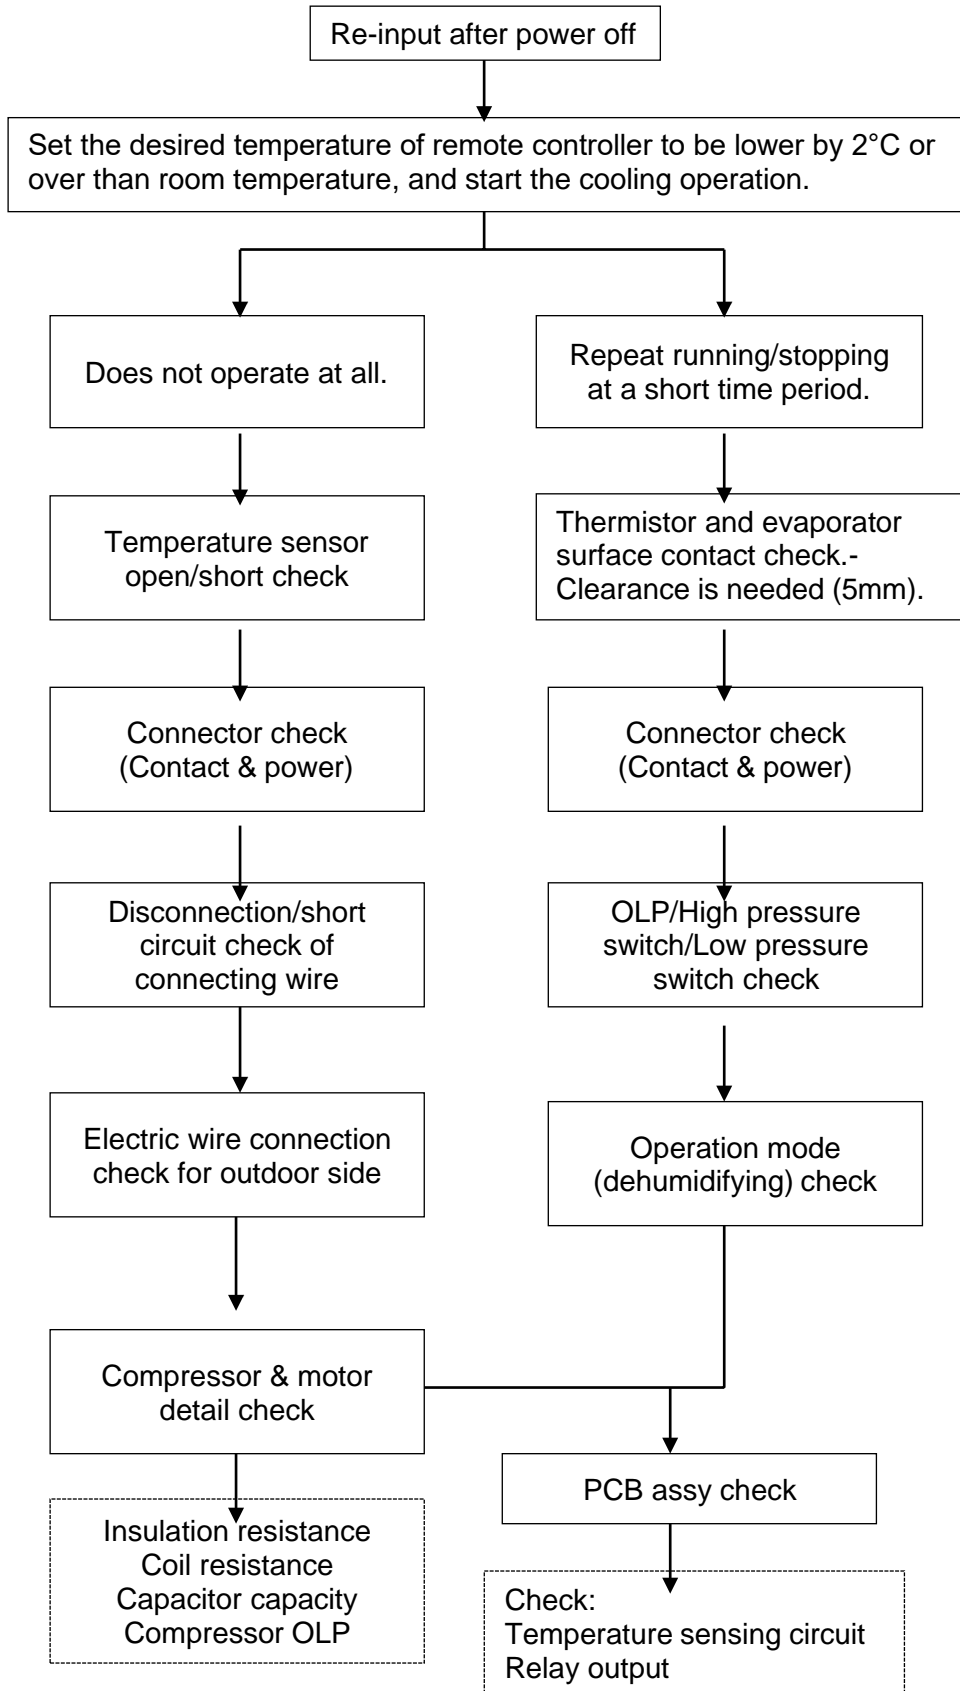 Re-input after power off
Set the desired temperature of remote controller to be lower by 2°C or
over than room temperature, and start the cooling operation.
Does not operate at all.
Repeat running/stopping
at a short time period.
Temperature sensor
open/short check
Thermistor and evaporator
surface contact check.-
Clearance is needed (5mm).
Connector check
(Contact & power)
Connector check
(Contact & power)
Disconnection/short
circuit check of
connecting wire
OLP/High pressure
switch/Low pressure
switch check
Electric wire connection
check for outdoor side
Operation mode
(dehumidifying) check
Compressor & motor
detail check
PCB assy check
Insulation resistance
Coil resistance
Capacitor capacity
Compressor OLP
Check:
Temperature sensing circuit
Relay output